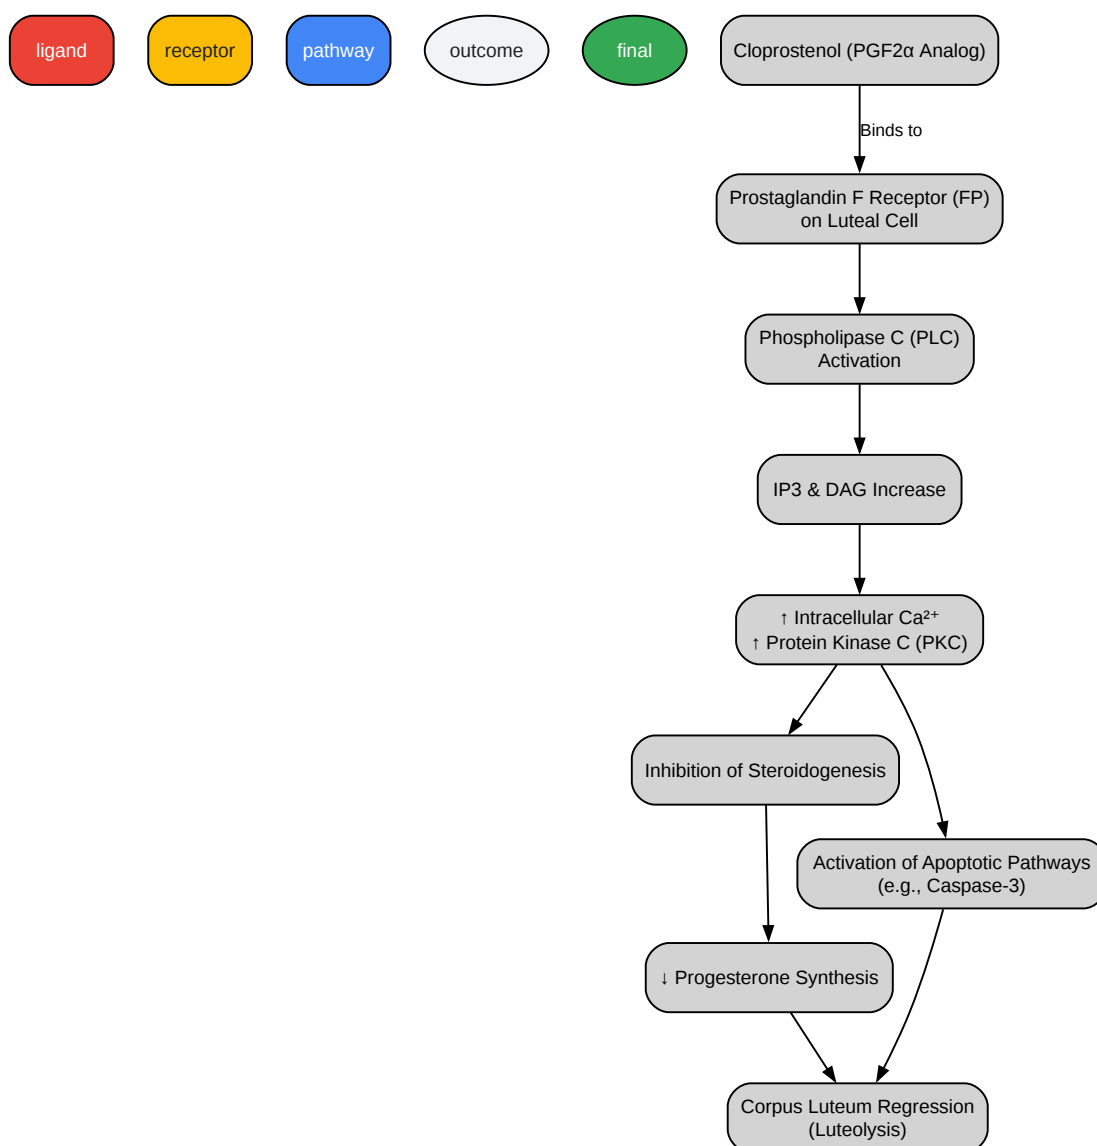 ligand
receptor
pathway
outcome
final
Cloprostenol (PGF2α Analog)
Binds to
Prostaglandin F Receptor (FP)
on Luteal Cell
Phospholipase C (PLC)
Activation
IP3 & DAG Increase
↑ Intracellular Ca²⁺
↑ Protein Kinase C (PKC)
Inhibition of Steroidogenesis
Activation of Apoptotic Pathways
(e.g., Caspase-3)
↓ Progesterone Synthesis
Corpus Luteum Regression
(Luteolysis)